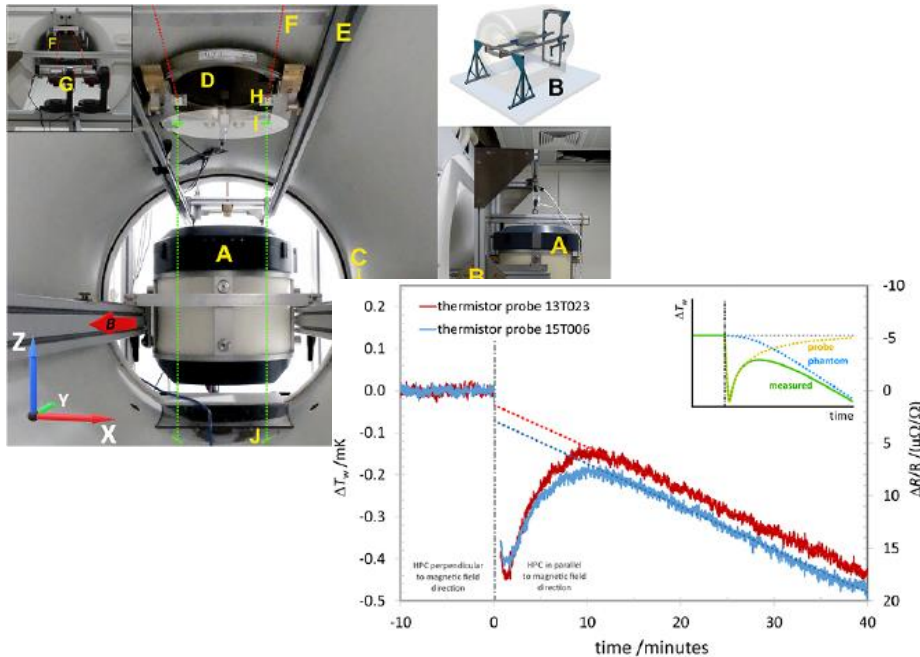 F
G
F
E
D
H
I
A
B
C
Z
Y
X
J
B
A
B
thermistor probe 13T023
thermistor probe 15T006
ΔTw /mK
0.2
0.1
0.0
-0.1
-0.2
-0.3
-0.4
-0.5
HPC perpendicular
to magnetic field
direction
HPC in parallel
to magnetic field
direction
-10 0 10 20 30 40
time /minutes
ΔTw
probe
phantom
measured
time
-10
-5
0
5
10
15
20
ΔR/R /(μΩ/Ω)